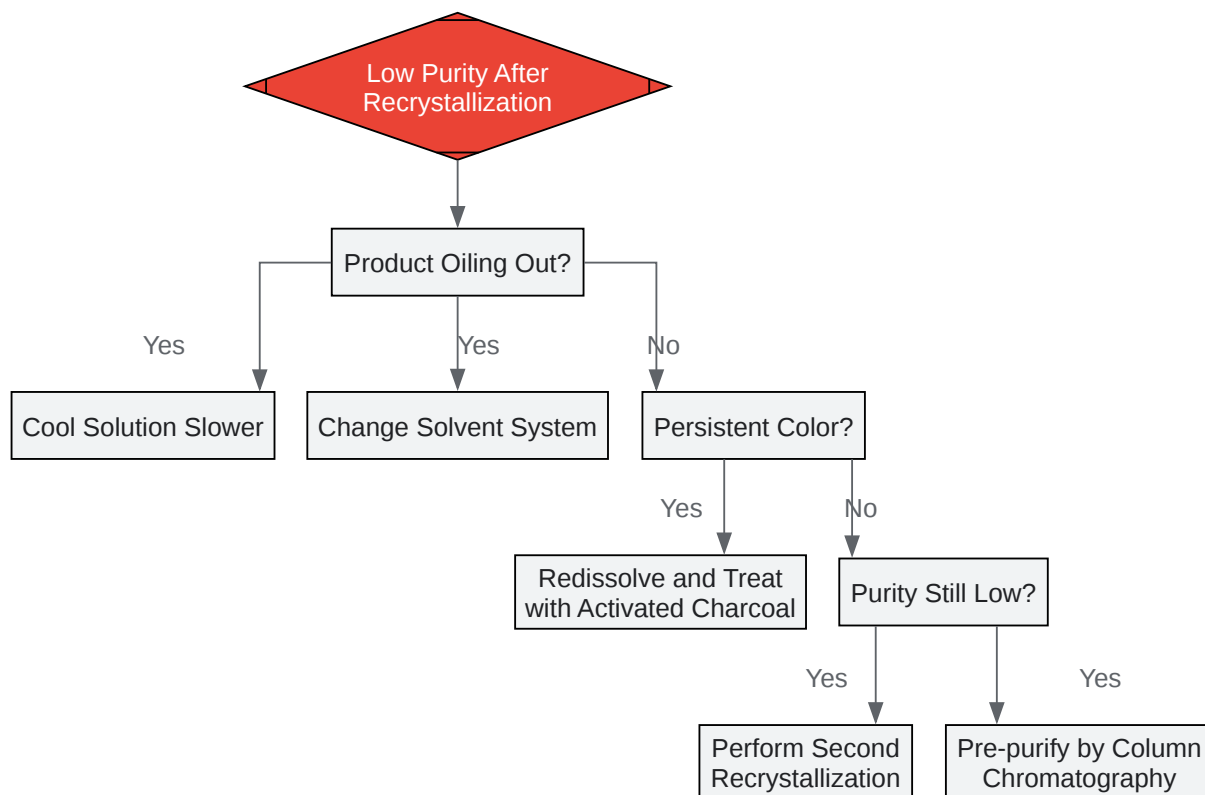 Low Purity After
Recrystallization
Product Oiling Out?
Yes
Yes
No
Cool Solution Slower
Change Solvent System
Persistent Color?
Yes
No
Redissolve and Treat
with Activated Charcoal
Purity Still Low?
Yes
Yes
Perform Second
Recrystallization
Pre-purify by Column
Chromatography